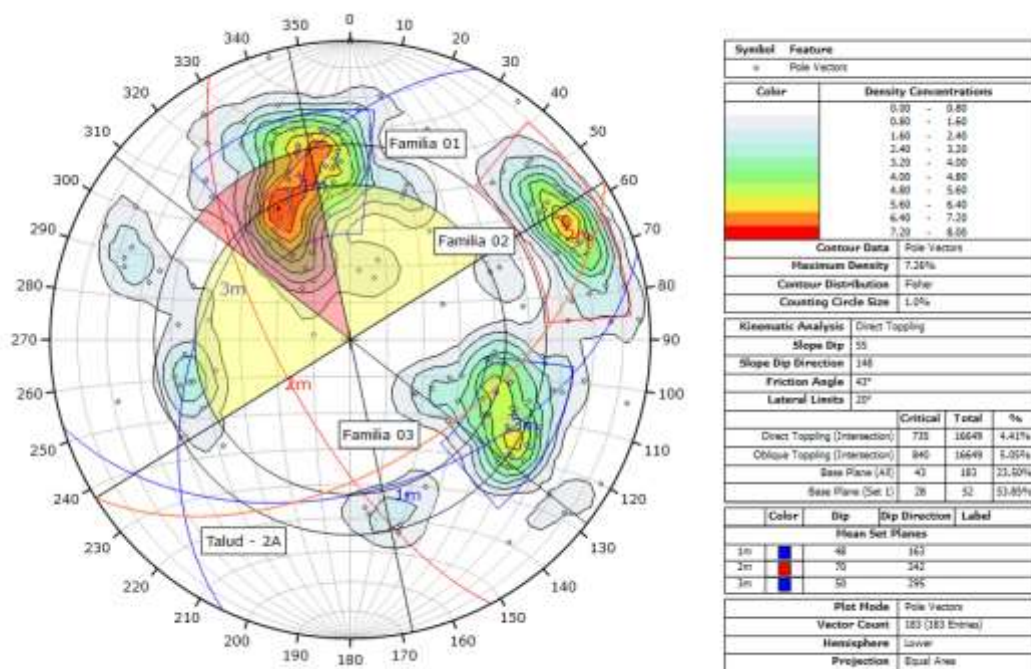 350 0 10
340 20
330 30
320 40
310 50
300 60
290 70
280 80
270 90
260 100
250 110
240 120
230 130
220 140
210 150
200 160
190 180 170
Familia 01
Familia 02
3m
2m
3m
Familia 03
1m
Talud - 2A
Symbol Feature
Pole Vectors
Color Density Concentrations
0.00 - 0.80
0.80 - 1.60
1.60 - 2.40
2.40 - 3.20
3.20 - 4.00
4.00 - 4.80
4.80 - 5.60
5.60 - 6.40
6.40 - 7.20
7.20 - 8.00
Contour Data Pole Vectors
Maximum Density 7.26%
Contour Distribution Fisher
Counting Circle Size 1.0%
Kinematic Analysis Direct Toppling
Slope Dip 55
Slope Dip Direction 148
Friction Angle 43°
Lateral Limits 20°
Critical Total %
Direct Toppling (Intersection) 735 16649 4.41%
Oblique Toppling (Intersection) 840 16649 5.05%
Base Plane (All) 43 183 23.50%
Base Plane (Set 1) 28 52 53.85%
Color Dip Dip Direction Label
Mean Set Planes
1m 48 163
2m 70 242
3m 50 295
Plot Mode Pole Vectors
Vector Count 183 (183 Entries)
Hemisphere Lower
Projection Equal Area